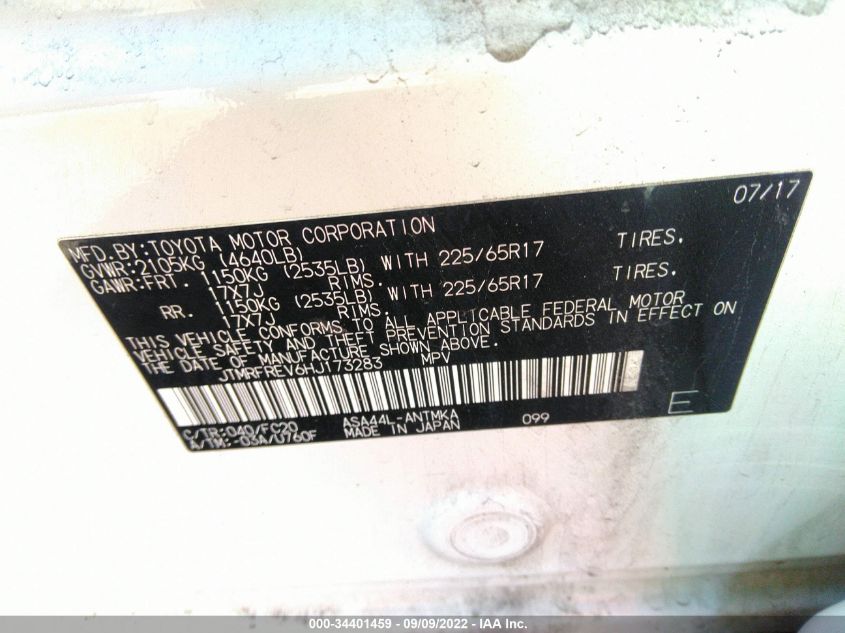 07/17
MFD. BY: TOYOTA MOTOR CORPORATION
GVWR: 2105KG (4640LB)
GAWR: FRT. 1150KG (2535LB) WITH 225/65R17 TIRES.
17X7J RIMS.
RR. 1150KG (2535LB) WITH 225/65R17 TIRES.
17X7J RIMS.
THIS VEHICLE CONFORMS TO ALL APPLICABLE FEDERAL MOTOR
VEHICLE SAFETY AND THEFT PREVENTION STANDARDS IN EFFECT ON
THE DATE OF MANUFACTURE SHOWN ABOVE.
JTMRFREV6HJ173283 MPV
C/TR: 040/FC20 ASA44L-ANTMKA 099 E
A/TM: -03A/U760F MADE IN JAPAN
000-34401459 - 09/09/2022 - IAA Inc.